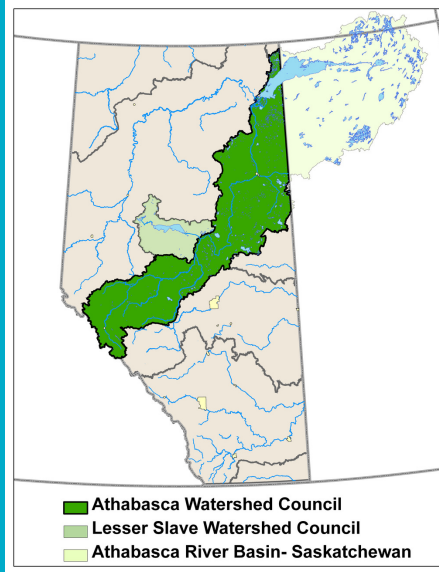 Athabasca Watershed Council
Lesser Slave Watershed Council
Athabasca River Basin- Saskatchewan